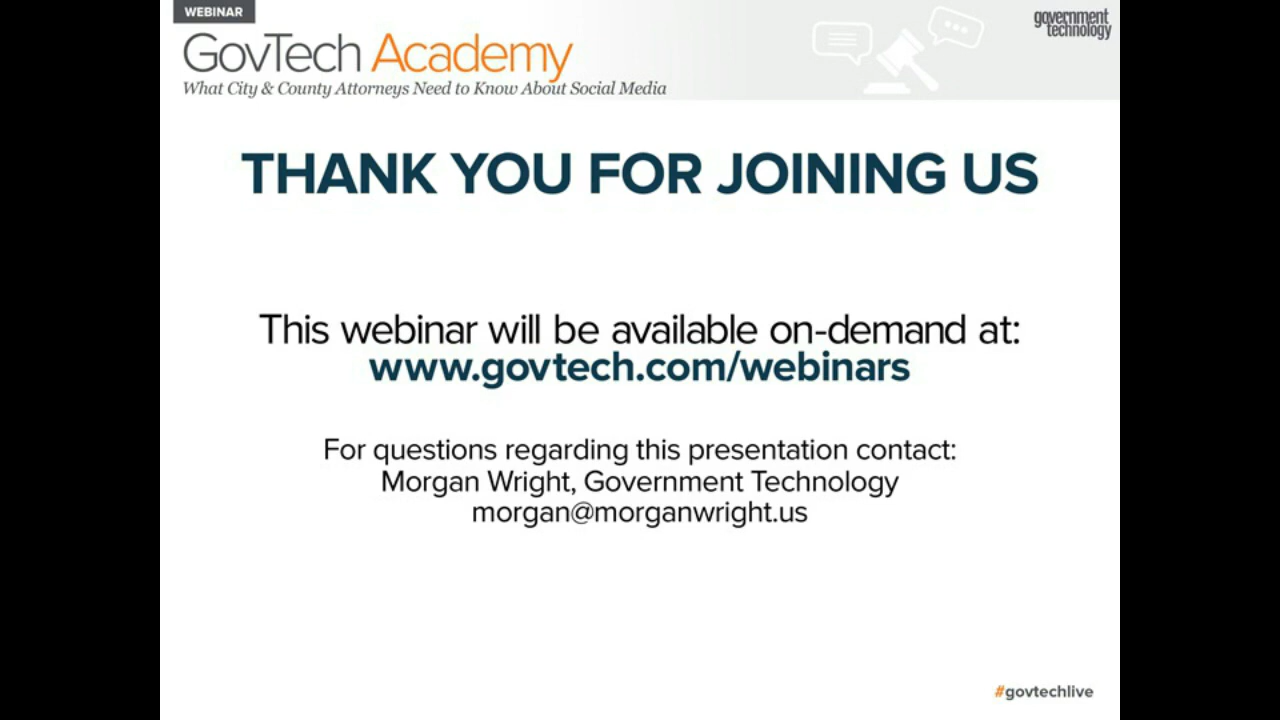 WEBINAR
GovTech Academy
What City & County Attorneys Need to Know About Social Media
government
technology
THANK YOU FOR JOINING US
This webinar will be available on-demand at:
www.govtech.com/webinars
For questions regarding this presentation contact:
Morgan Wright, Government Technology
morgan@morganwright.us
#govtechlive